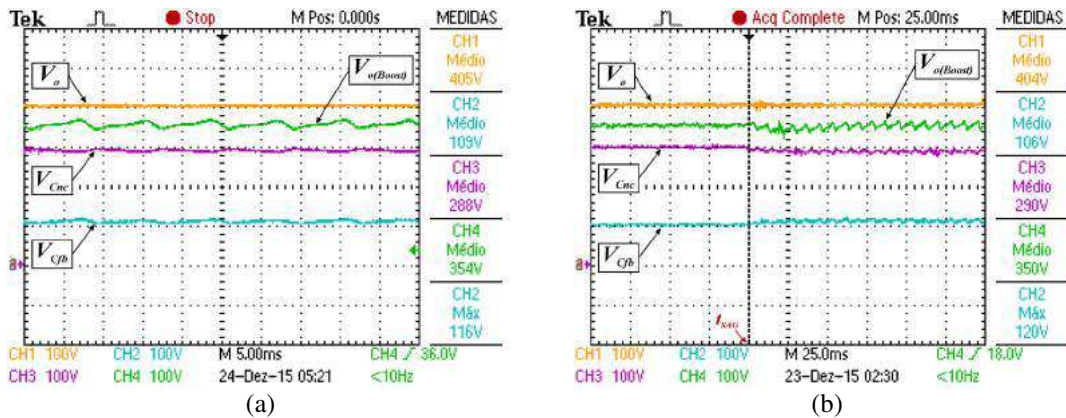 Tek Stop M Pos: 0.000s MEDIDAS
CH1
Médio
405V
CH2
Médio
109V
CH3
Médio
288V
CH4
Médio
354V
CH2
Máx
116V
V_o
V_o(Boost)
V_Cnc
V_Cfb
CH1 100V CH2 100V M 5.00ms CH4 / 36.0V
CH3 100V CH4 100V 24-Dez-15 05:21 <10Hz
(a)
Tek Acq Complete M Pos: 25.00ms MEDIDAS
CH1
Médio
404V
CH2
Médio
106V
CH3
Médio
290V
CH4
Médio
350V
CH2
Máx
120V
V_o
V_o(Boost)
V_Cnc
V_Cfb
t_SAG
CH1 100V CH2 100V M 25.0ms CH4 / 18.0V
CH3 100V CH4 100V 23-Dez-15 02:30 <10Hz
(b)